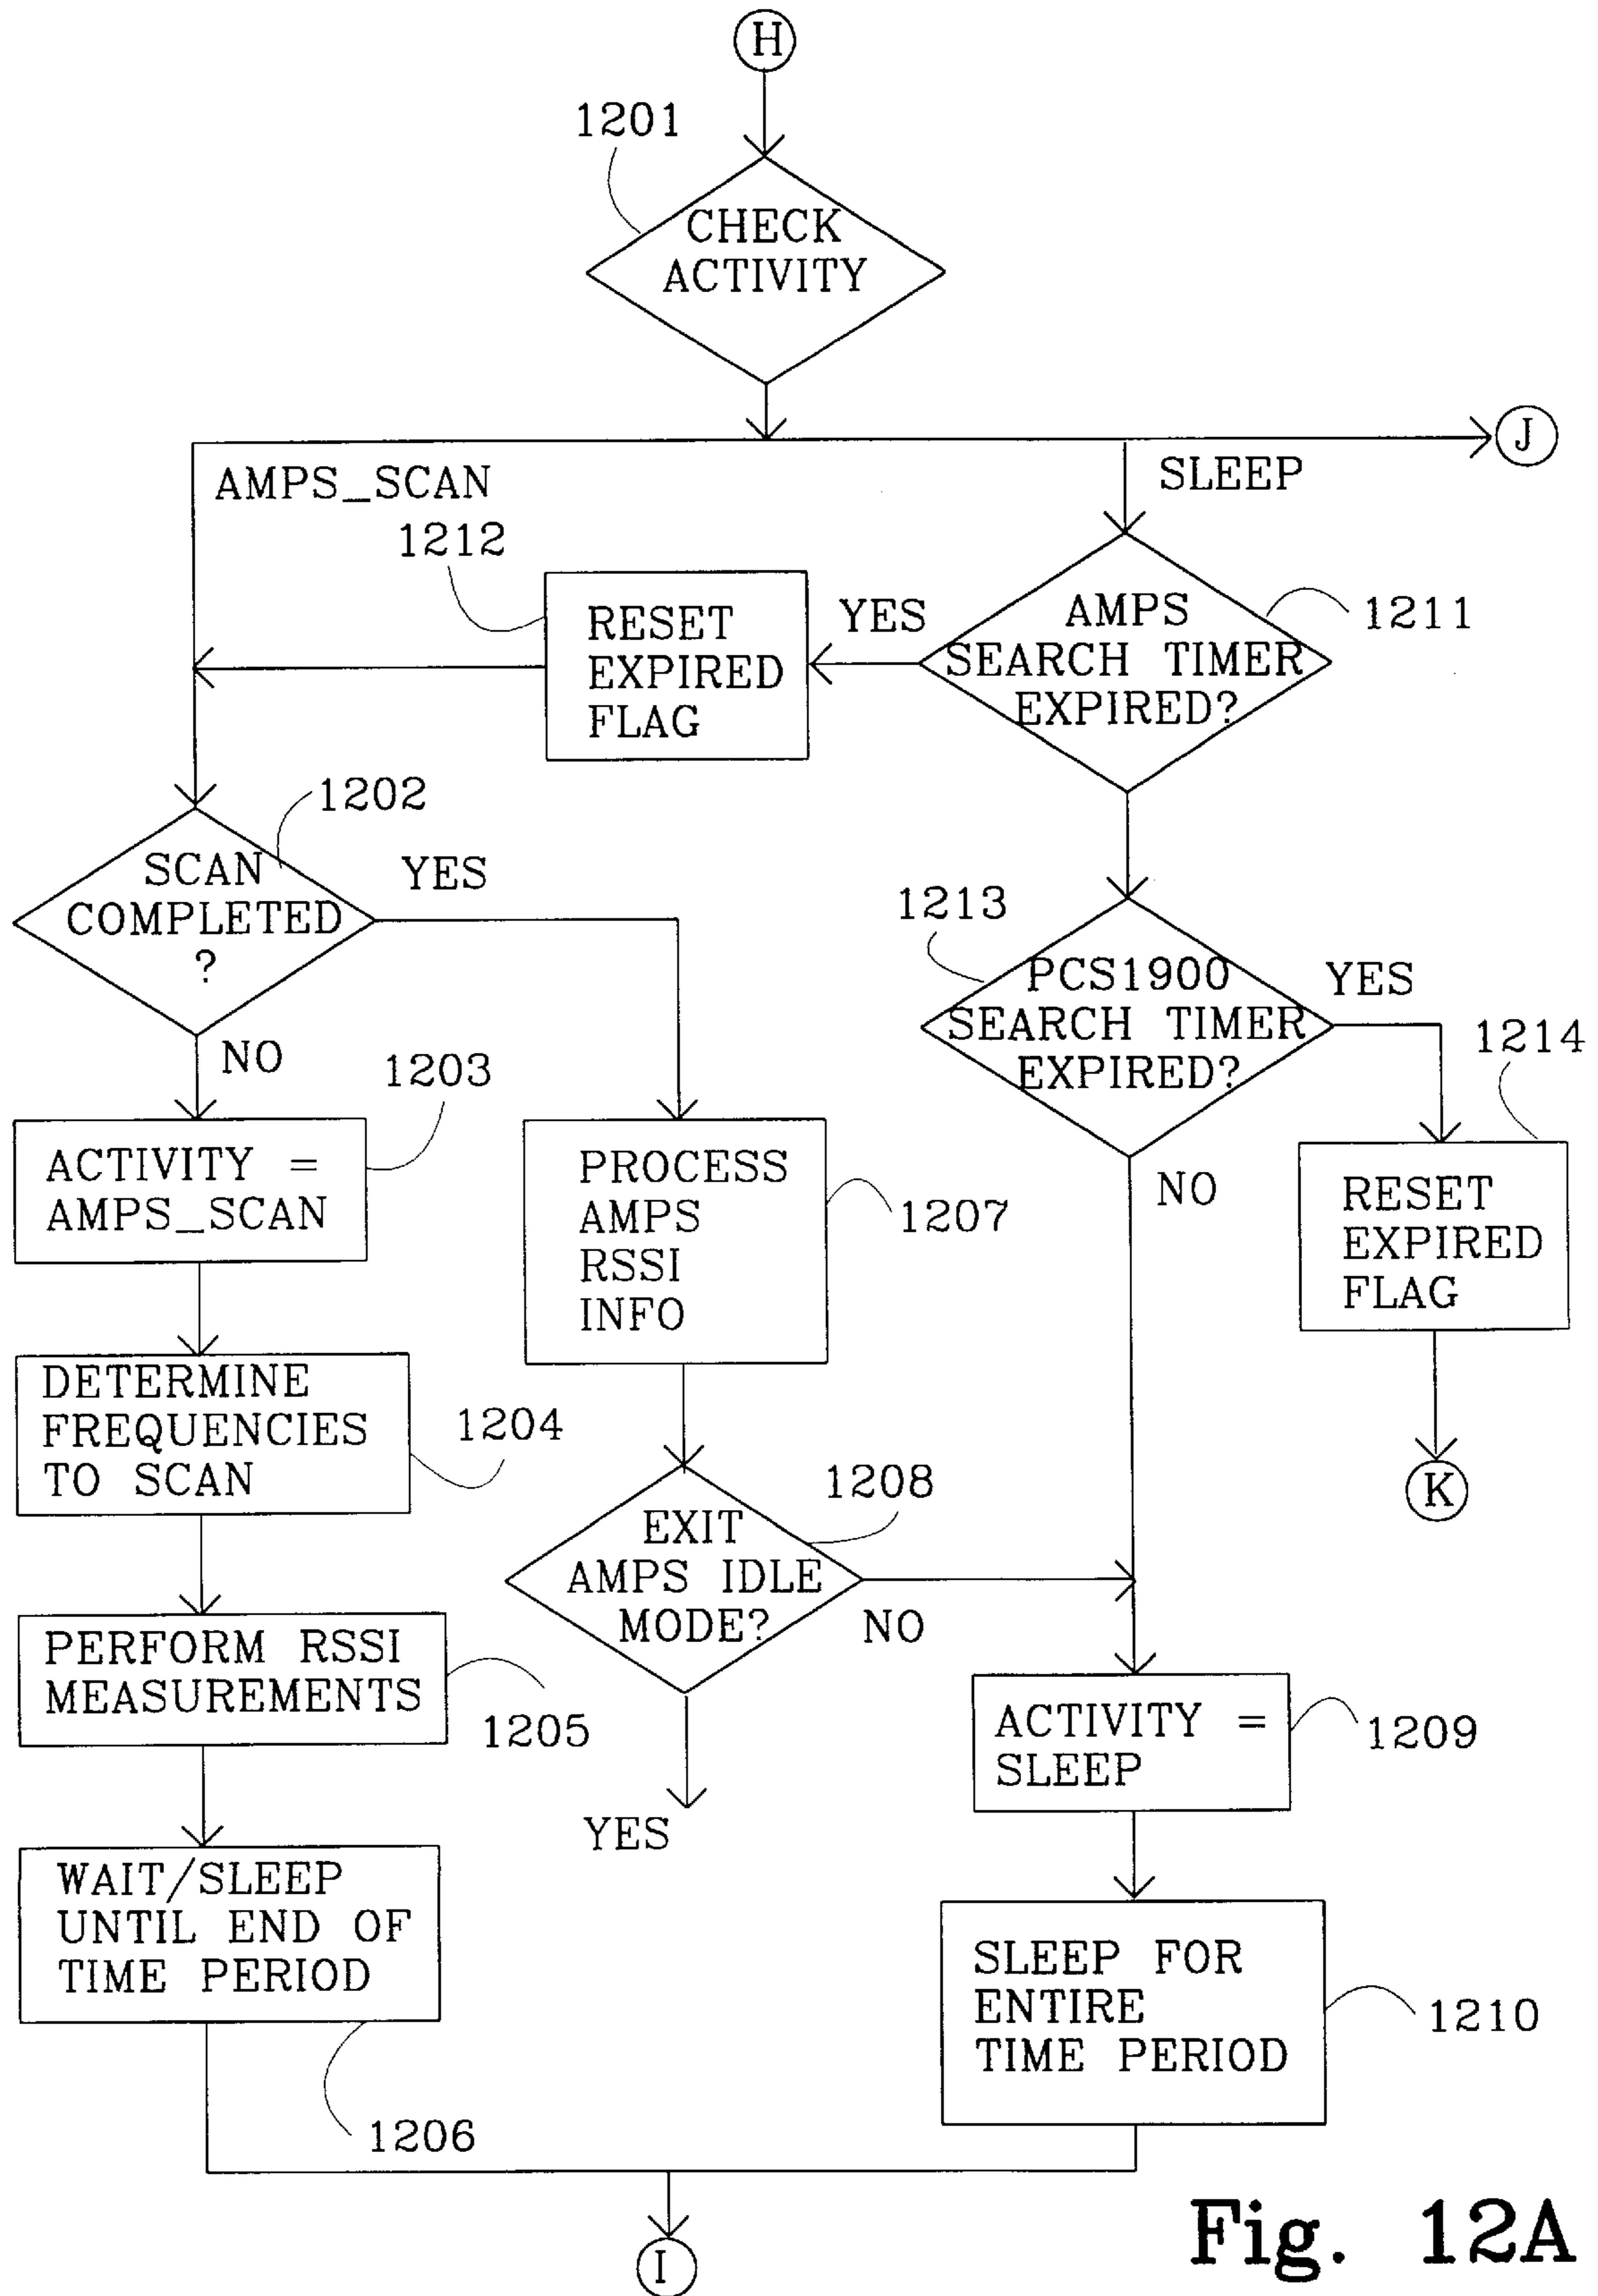 H
1201
CHECK
ACTIVITY
J
AMPS_SCAN
SLEEP
1212
RESET
EXPIRED
FLAG
YES
AMPS
SEARCH TIMER
EXPIRED?
1211
1202
SCAN
COMPLETED
?
YES
NO
1213
PCS1900
SEARCH TIMER
EXPIRED?
YES
NO
1214
RESET
EXPIRED
FLAG
K
1203
ACTIVITY =
AMPS_SCAN
PROCESS
AMPS
RSSI
INFO
1207
DETERMINE
FREQUENCIES
TO SCAN
1204
1208
EXIT
AMPS IDLE
MODE?
NO
YES
PERFORM RSSI
MEASUREMENTS
1205
ACTIVITY =
SLEEP
1209
WAIT/SLEEP
UNTIL END OF
TIME PERIOD
1206
SLEEP FOR
ENTIRE
TIME PERIOD
1210
I
Fig. 12A